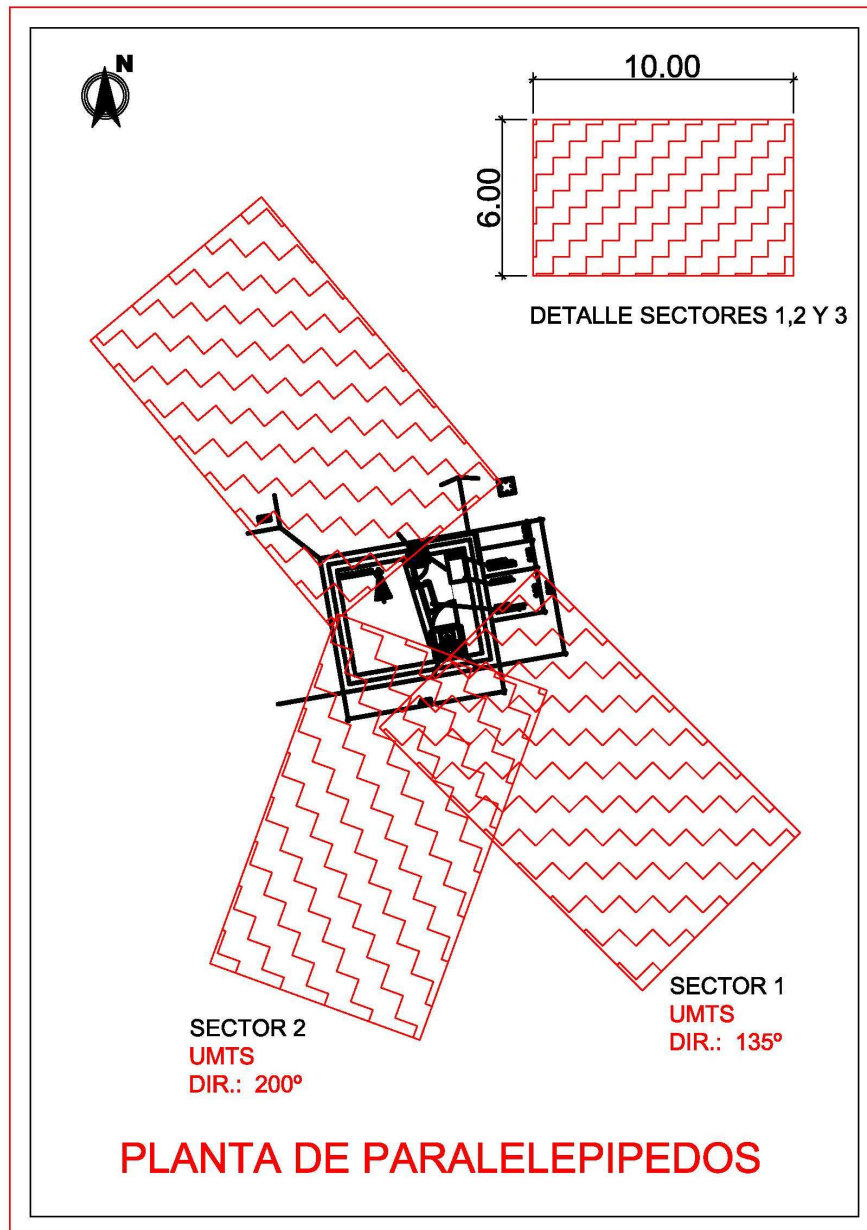 N
10.00
6.00
DETALLE SECTORES 1,2 Y 3
SECTOR 1
UMTS
DIR.: 135º
SECTOR 2
UMTS
DIR.: 200º
PLANTA DE PARALELEPIPEDOS